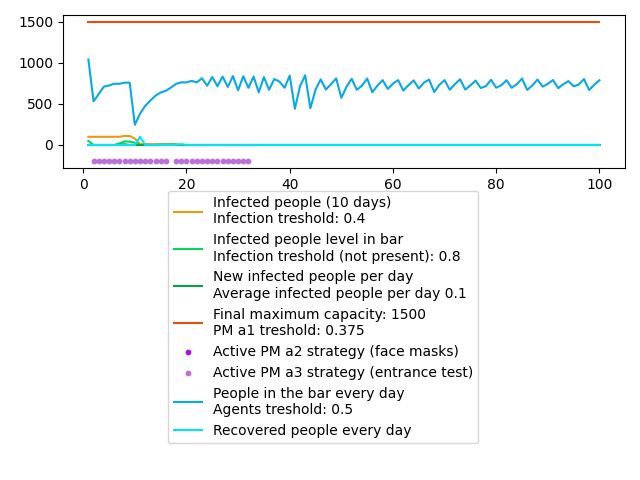 1500
1000
500
0
0 20 40 60 80 100
Infected people (10 days)
Infection treshold: 0.4
Infected people level in bar
Infection treshold (not present): 0.8
New infected people per day
Average infected people per day 0.1
Final maximum capacity: 1500
PM a1 treshold: 0.375
Active PM a2 strategy (face masks)
Active PM a3 strategy (entrance test)
People in the bar every day
Agents treshold: 0.5
Recovered people every day